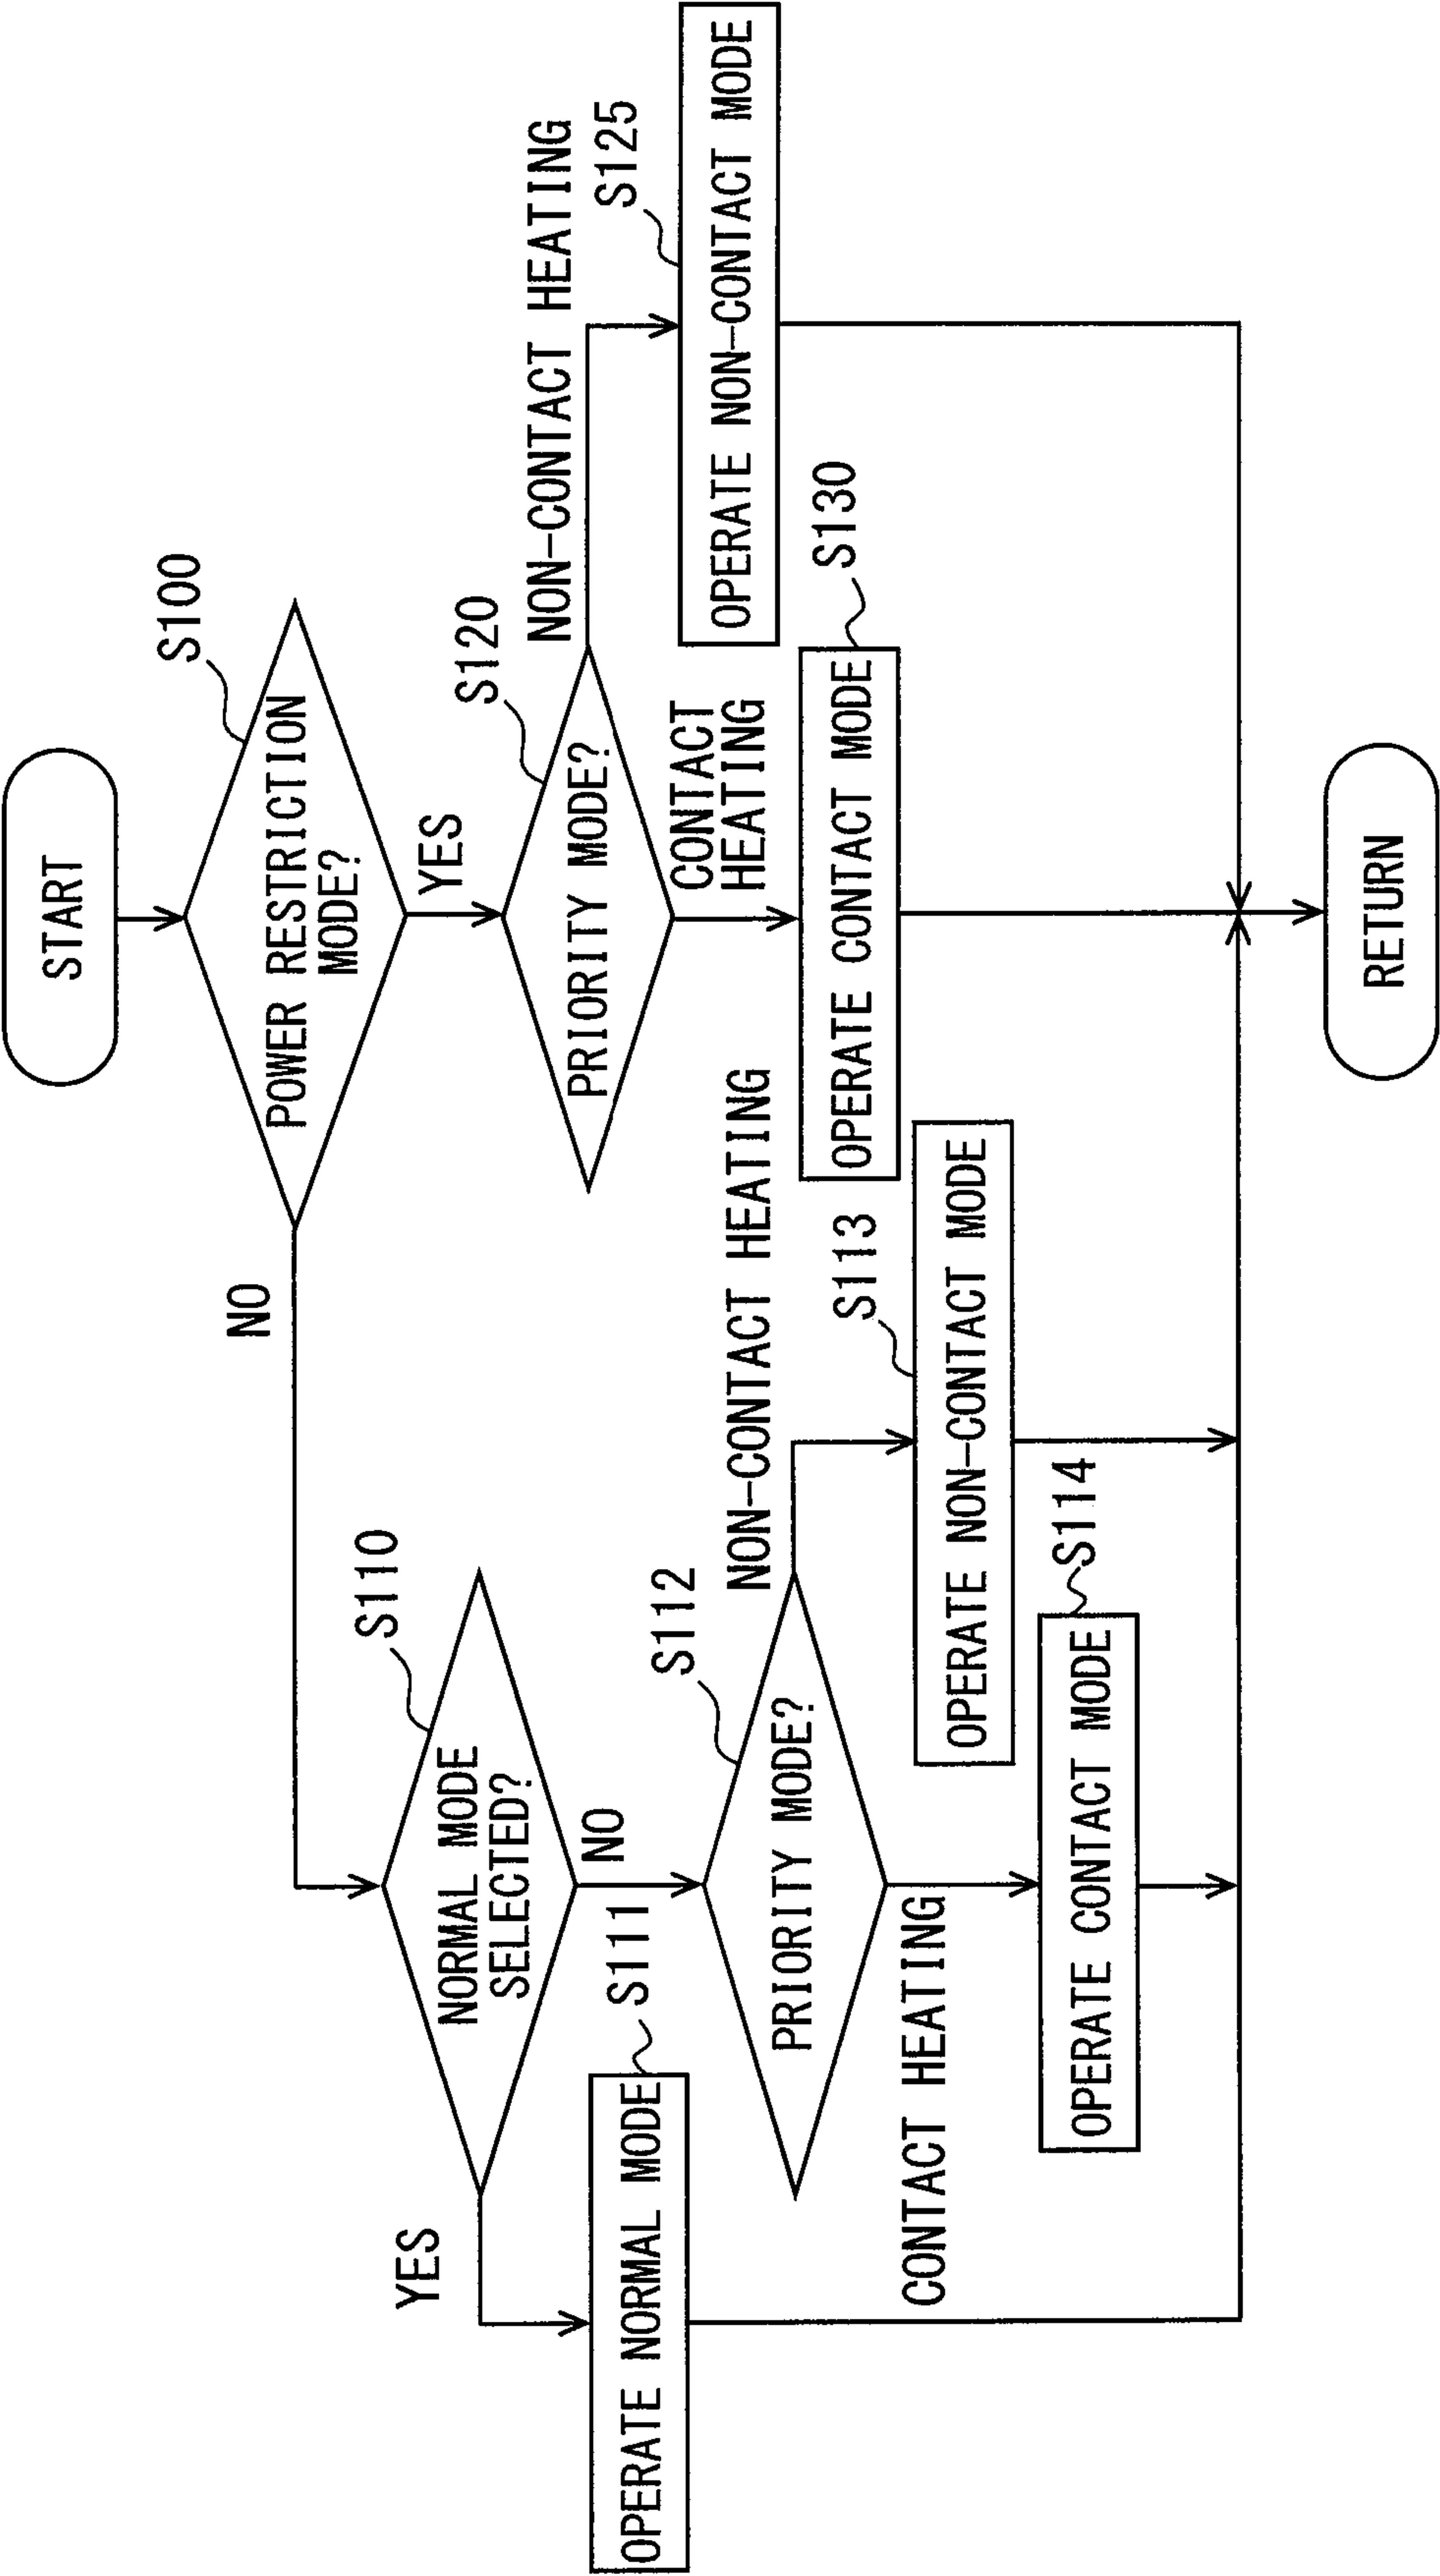 START
S100
POWER RESTRICTION
MODE?
NO
YES
S110
NORMAL MODE
SELECTED?
YES
NO
S120
PRIORITY MODE?
NON-CONTACT HEATING
CONTACT
HEATING
S111
OPERATE NORMAL MODE
S112
PRIORITY MODE?
NON-CONTACT HEATING
CONTACT HEATING
S125
OPERATE NON-CONTACT MODE
S130
OPERATE CONTACT MODE
S113
OPERATE NON-CONTACT MODE
S114
OPERATE CONTACT MODE
RETURN